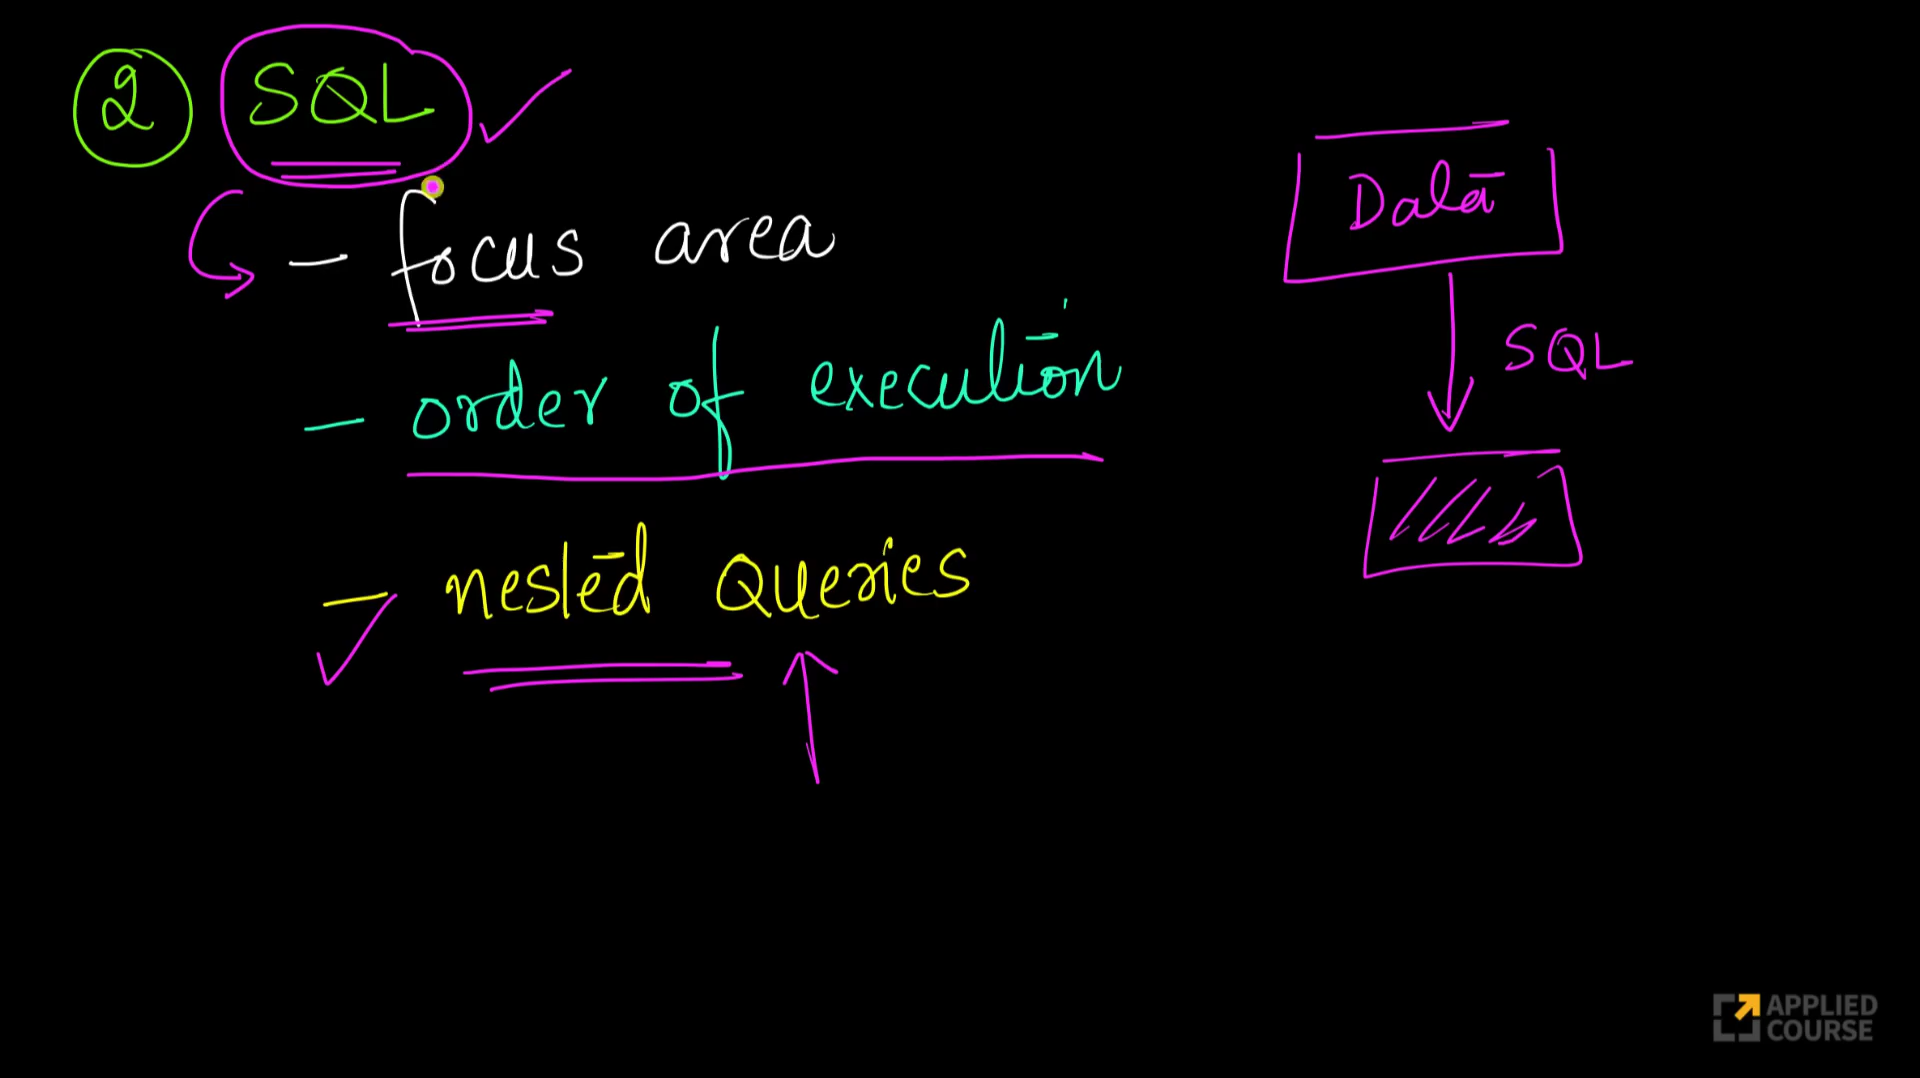 2 SQL
- focus area
- order of execution
- nested Queries
Data
SQL
APPLIED
COURSE